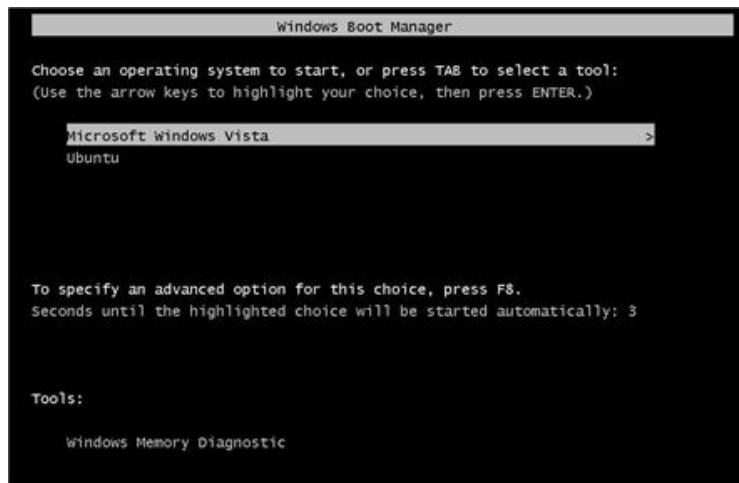 Windows Boot Manager
Choose an operating system to start, or press TAB to select a tool:
(Use the arrow keys to highlight your choice, then press ENTER.)
Microsoft Windows Vista >
Ubuntu
To specify an advanced option for this choice, press F8.
Seconds until the highlighted choice will be started automatically: 3
Tools:
Windows Memory Diagnostic